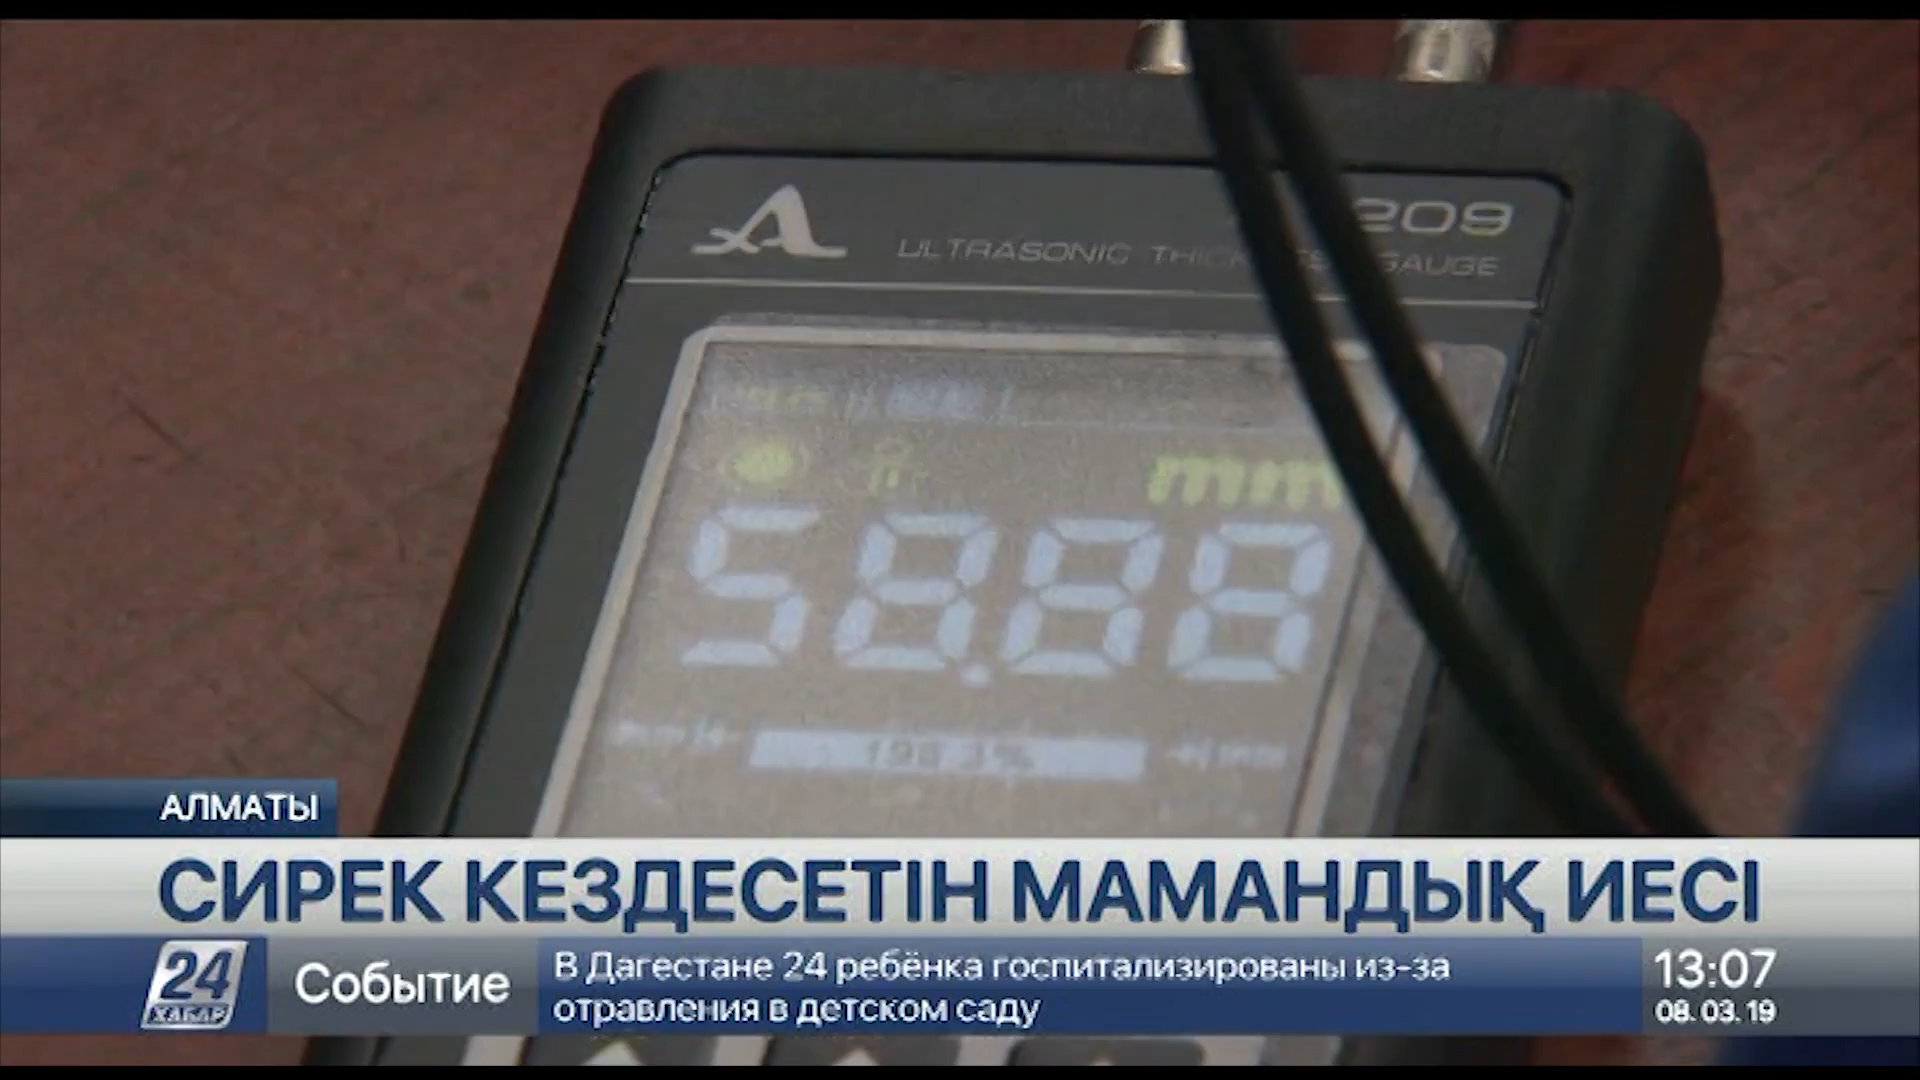 209
ULTRASONIC THICKNESS GAUGE
mm
58.88
АЛМАТЫ
СИРЕК КЕЗДЕСЕТІН МАМАНДЫҚ ИЕСІ
24
ХАБАР
Событие
В Дагестане 24 ребёнка госпитализированы из-за
отравления в детском саду
13:07
08. 03. 19